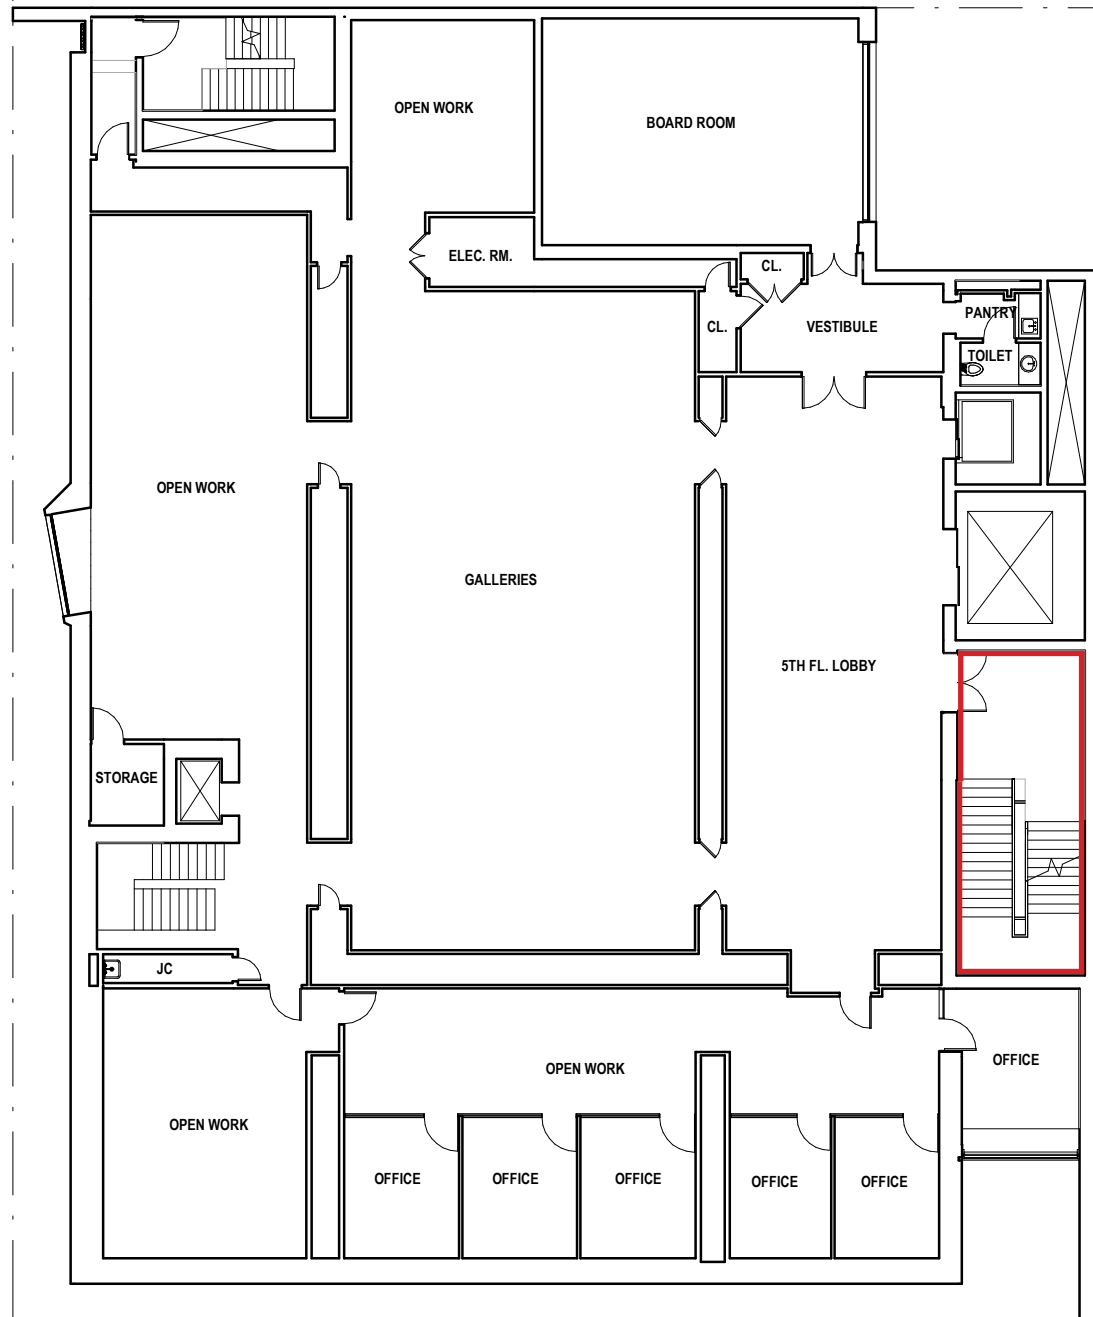 OPEN WORK
BOARD ROOM
ELEC. RM.
CL.
CL.
VESTIBULE
PANTRY
TOILET
OPEN WORK
GALLERIES
5TH FL. LOBBY
STORAGE
JC
OPEN WORK
OFFICE
OPEN WORK
OFFICE
OFFICE
OFFICE
OFFICE
OFFICE